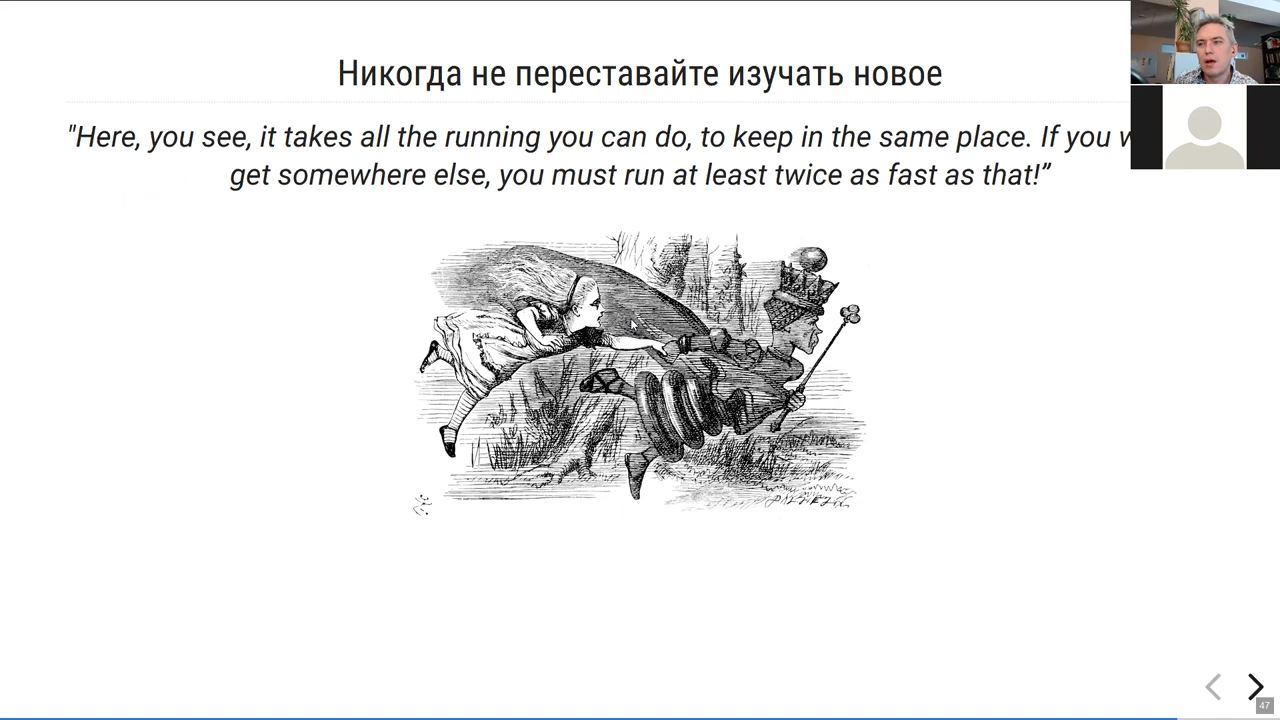 Никогда не переставайте изучать новое
"Here, you see, it takes all the running you can do, to keep in the same place. If you
get somewhere else, you must run at least twice as fast as that!”
47